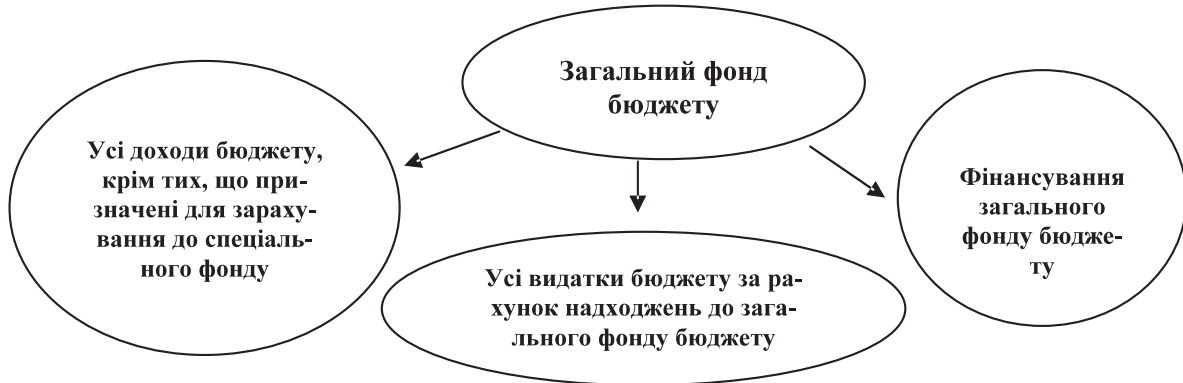 Загальний фонд
бюджету
Усі доходи бюджету,
крім тих, що при-
значені для зараху-
вання до спеціаль-
ного фонду
Усі видатки бюджету за ра-
хунок надходжень до зага-
льного фонду бюджету
Фінансування
загального
фонду бюдже-
ту